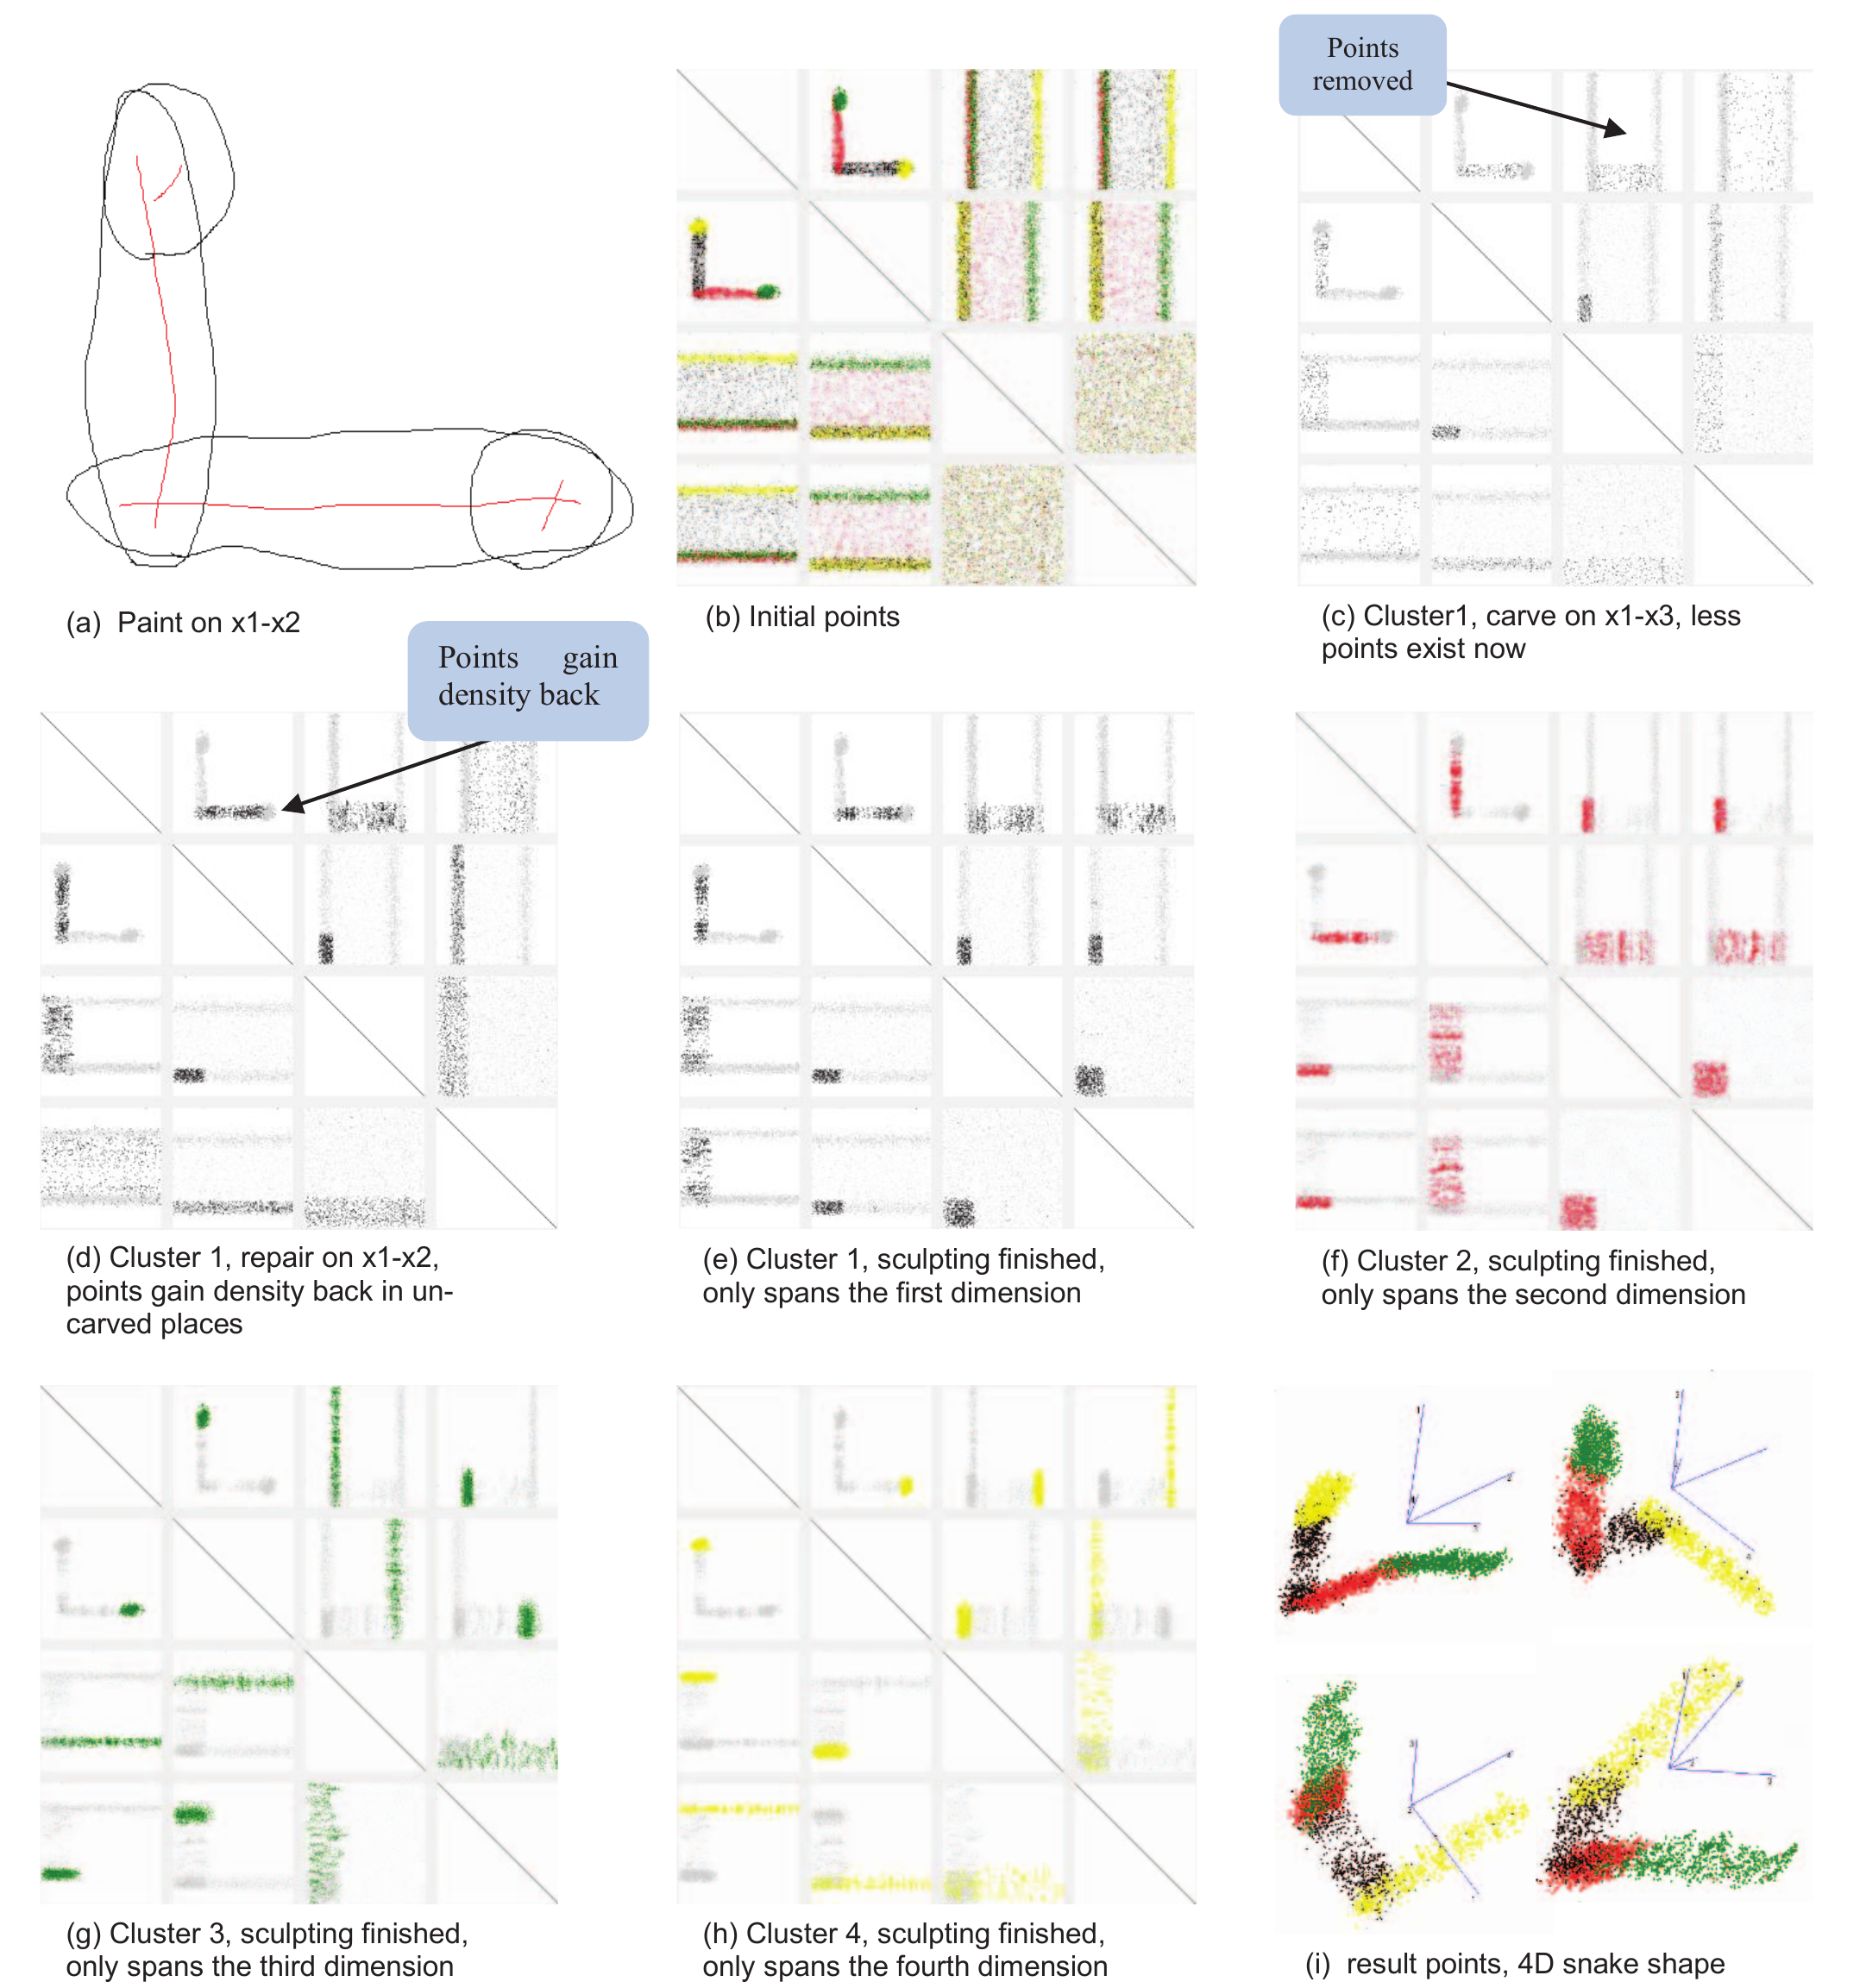 Points
removed
(a) Paint on x1-x2
(b) Initial points
(c) Cluster1, carve on x1-x3, less
points exist now
Points gain
density back
(d) Cluster 1, repair on x1-x2,
points gain density back in un-
carved places
(e) Cluster 1, sculpting finished,
only spans the first dimension
(f) Cluster 2, sculpting finished,
only spans the second dimension
(g) Cluster 3, sculpting finished,
only spans the third dimension
(h) Cluster 4, sculpting finished,
only spans the fourth dimension
(i) result points, 4D snake shape